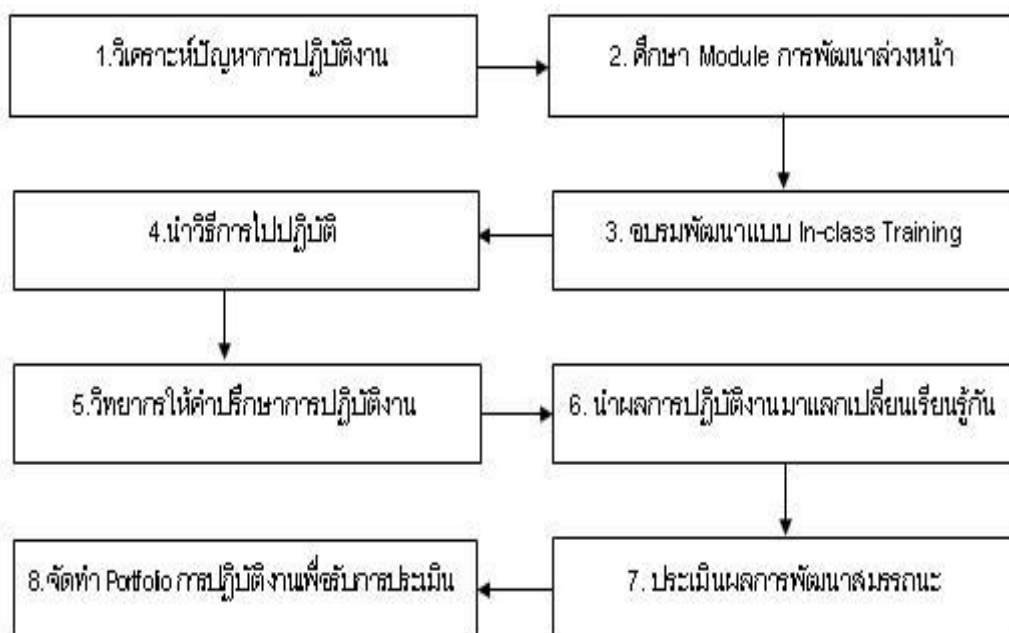 1.วิเคราะห์ปัญหาการปฏิบัติงาน
2. ศึกษา Module การพัฒนาล่วงหน้า
3. อบรมพัฒนาแบบ In-class Training
4.นำวิธีการไปปฏิบัติ
5.วิทยากรให้คำปรึกษาการปฏิบัติงาน
6. นำผลการปฏิบัติงานมาแลกเปลี่ยนเรียนรู้กัน
7. ประเมินผลการพัฒนาสมรรถนะ
8.จัดทำ Portfolio การปฏิบัติงานเพื่อรับการประเมิน